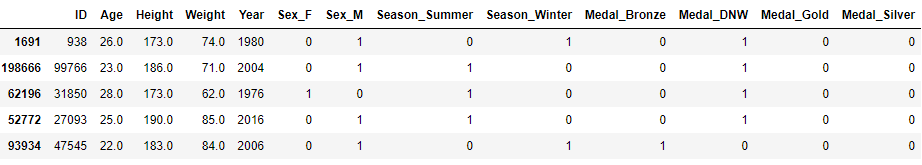 ID Age Height Weight Year Sex_F Sex_M Season_Summer Season_Winter Medal_Bronze Medal_DNW Medal_Gold Medal_Silver
1691 938 26.0 173.0 74.0 1980 0 1 0 1 0 1 0 0
198666 99766 23.0 186.0 71.0 2004 0 1 1 0 0 1 0 0
62196 31850 28.0 173.0 62.0 1976 1 0 1 0 0 1 0 0
52772 27093 25.0 190.0 85.0 2016 0 1 1 0 0 1 0 0
93934 47545 22.0 183.0 84.0 2006 0 1 0 1 1 0 0 0